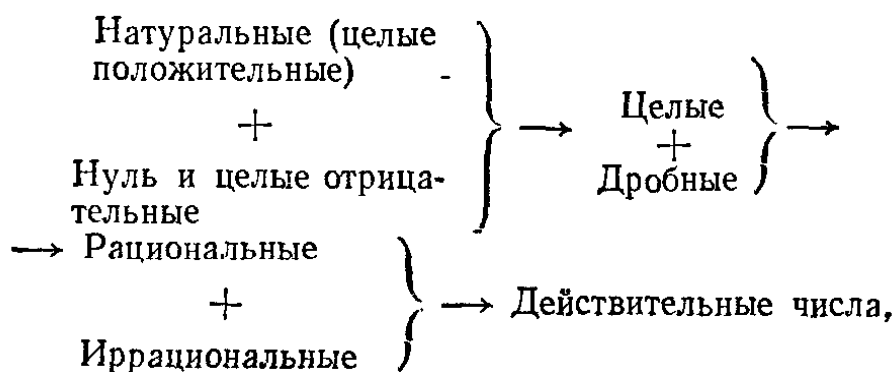 Натуральные (целые
положительные)
+
Нуль и целые отрица-
тельные
→ Целые
+
Дробные →
→ Рациональные
+
Иррациональные
→ Действительные числа,